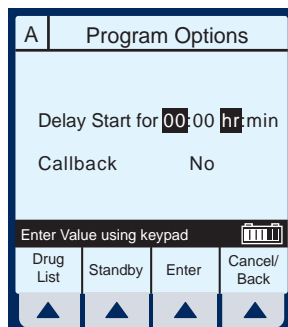 A Program Options
Delay Start for 00:00 hr:min
Callback No
Enter Value using keypad
Drug List
Standby
Enter
Cancel/ Back